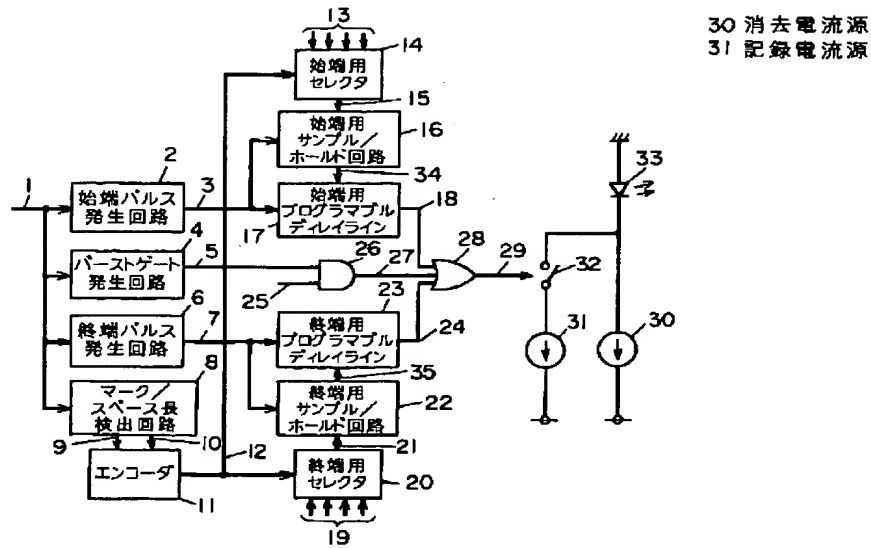 30 消去電流源
31 記録電流源
13
14
始端用
セレクタ
15
始端用
サンプル/
ホールド回路
16
34
33
1
2
始端パルス
発生回路
3
始端用
プログラマブル
ディレイライン
17
18
4
バーストゲート
発生回路
5
26
27
28
29
32
25
6
終端パルス
発生回路
7
23
終端用
プログラマブル
ディレイライン
24
31
30
8
マーク/
スペース長
検出回路
35
終端用
サンプル/
ホールド回路
22
9
10
12
21
エンコーダ
11
終端用
セレクタ
20
19